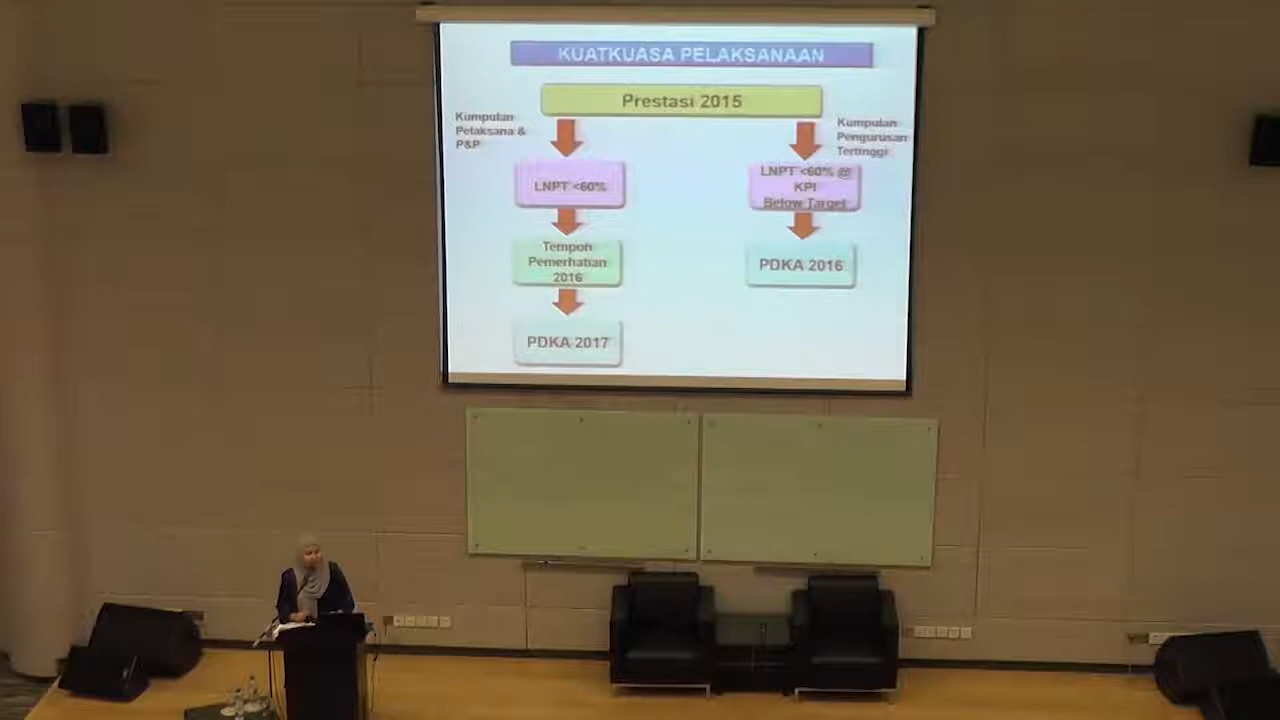 KUATKUASA PELAKSANAAN
Prestasi 2015
Kumpulan
Pelaksana &
P&P
Kumpulan
Pengurusan
Tertinggi
LNPT <60%
LNPT <60% @
KPI
Below Target
Tempoh
Pemerhatian
2016
PDKA 2016
PDKA 2017